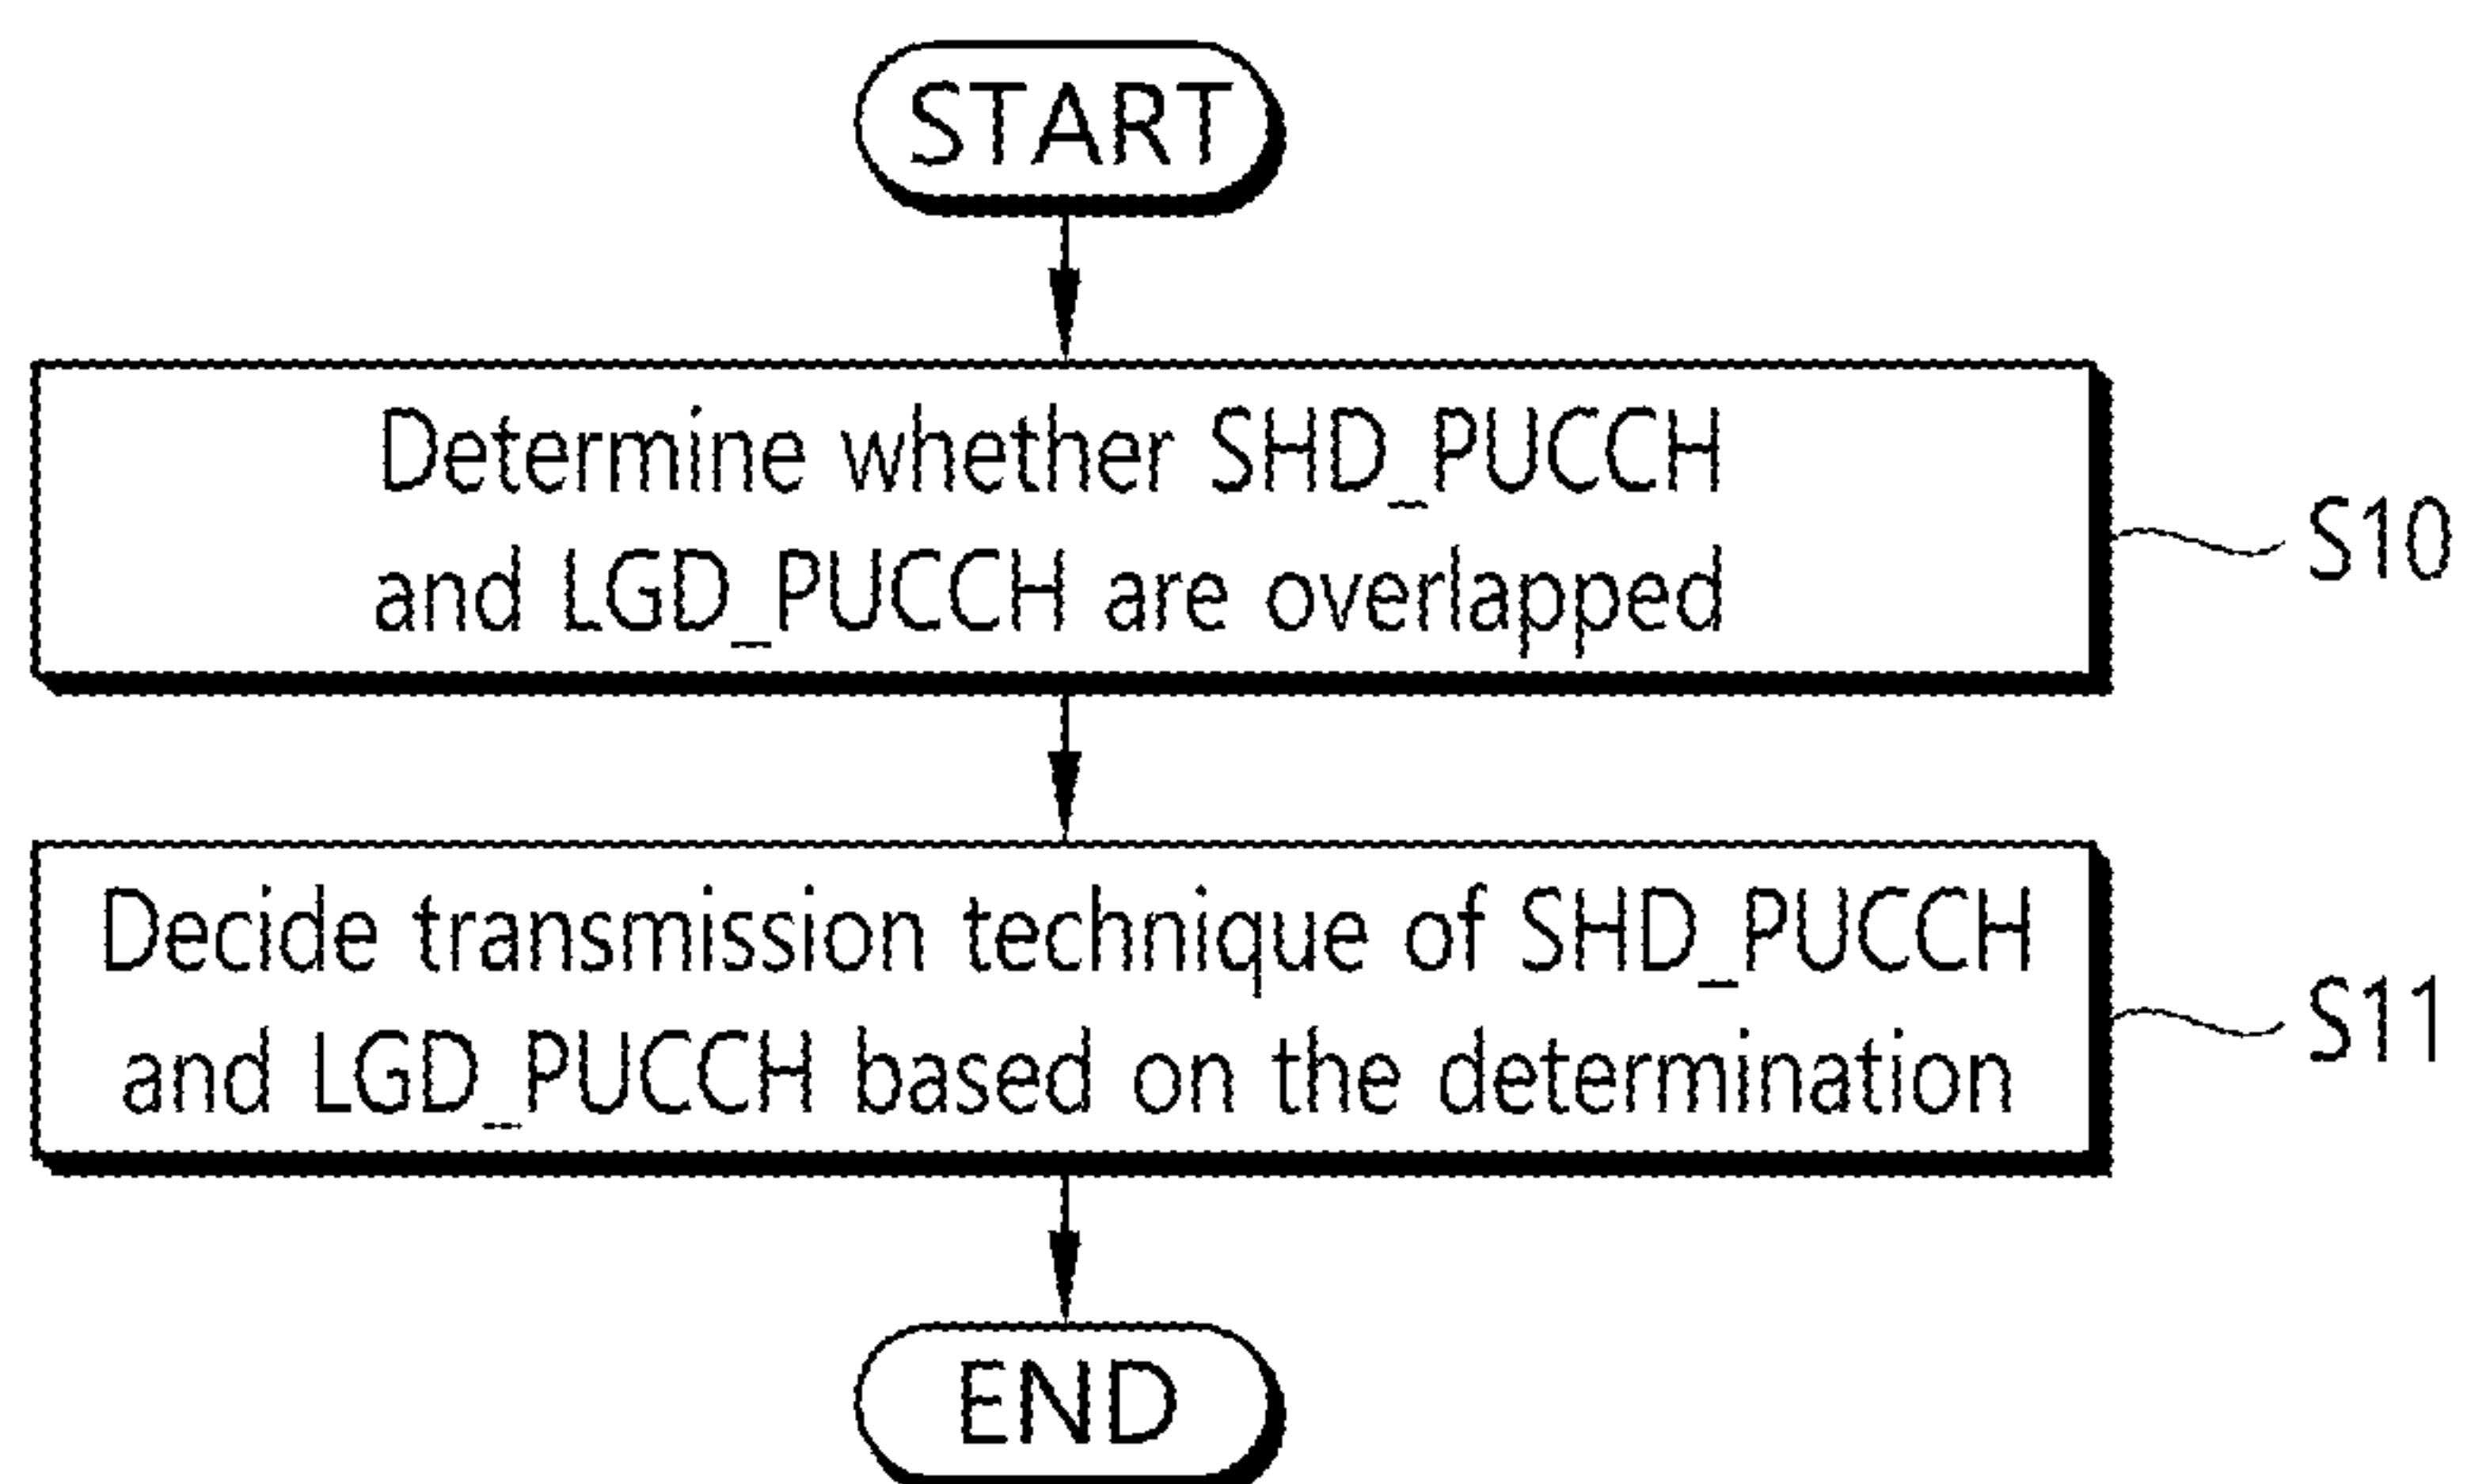 START
Determine whether SHD_PUCCH
and LGD_PUCCH are overlapped
S10
Decide transmission technique of SHD_PUCCH
and LGD_PUCCH based on the determination
S11
END